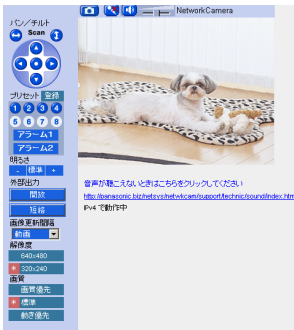 パン/チルト
Scan
プリセット 登録
1 2 3 4
5 6 7 8
アラーム1
アラーム2
明るさ
- 標準 +
外部出力
開放
短絡
画像更新間隔
動画
解像度
640x480
* 320x240
画質
画質優先
* 標準
動き優先
NetworkCamera
音声が聴こえないときはこちらをクリックしてください
http://panasonic.biz/netsys/netwkcam/support/technic/sound/index.htm
IPv4 で動作中